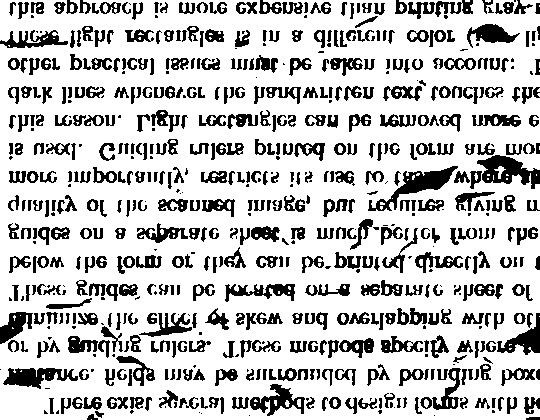 There exist several methods to design forms with fie
instance, fields may be surrounded by bounding boxe
or by guiding rulers. These methods specify where to
minimize the effect of skew and overlapping with oth
These guides can be located on a separate sheet of
below the form or they can be printed directly on t
guides on a separate sheet is much better from the
quality of the scanned image, but requires giving m
more importantly, restricts its use to tasks where th
is used. Guiding rulers printed on the form are mor
this reason. Light rectangles can be removed more e
dark lines whenever the handwritten text touches the
other practical issues must be taken into account: T
these light rectangles is in a different color lig
this approach is more expensive than printing gray-s